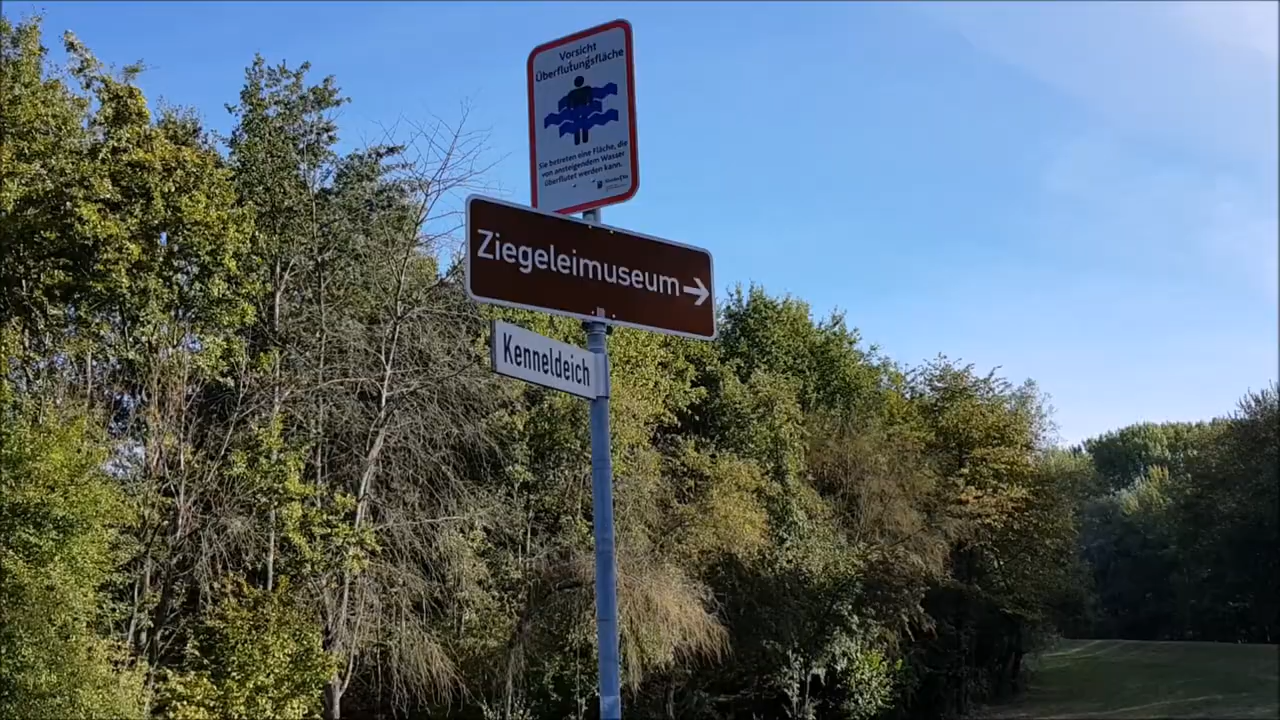 Vorsicht
Überflutungsfläche
Sie betreten eine Fläche, die
von ansteigendem Wasser
überflutet werden kann.
Ziegeleimuseum
Kenneldeich